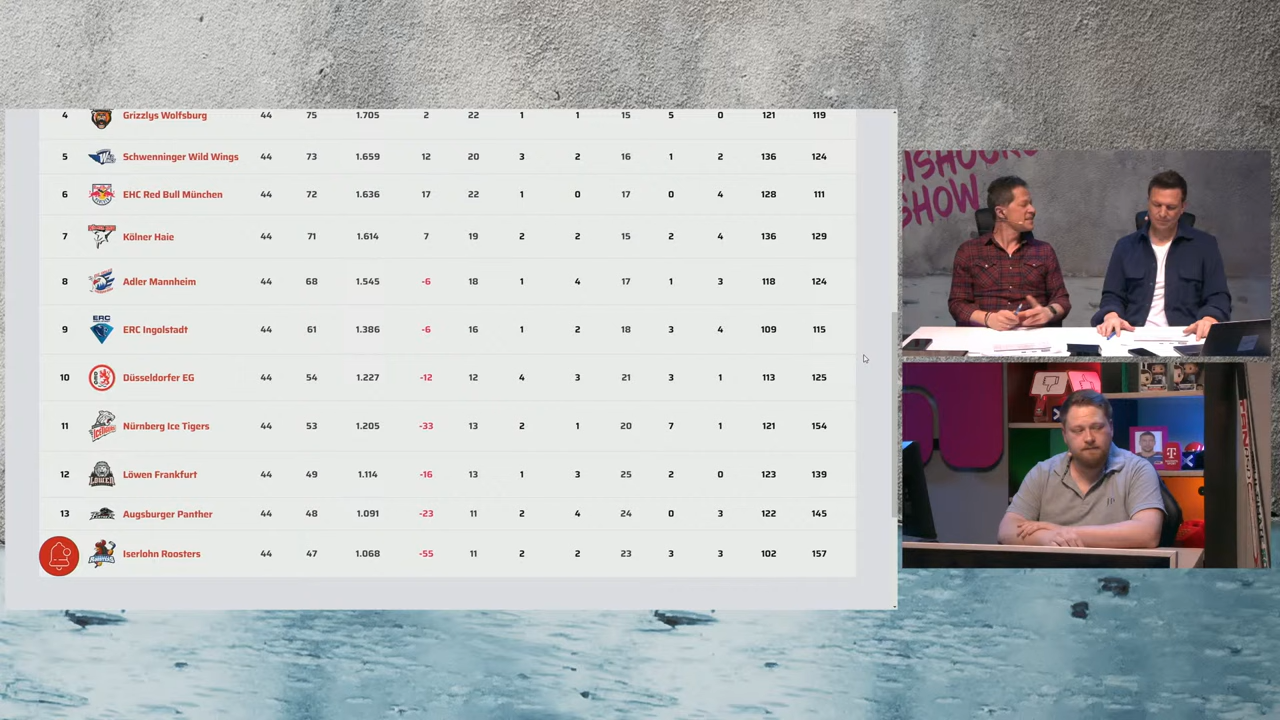 4 Grizzlys Wolfsburg 44 75 1.705 2 22 1 1 15 5 0 121 119
5 Schwenninger Wild Wings 44 73 1.659 12 20 3 2 16 1 2 136 124
6 EHC Red Bull München 44 72 1.636 17 22 1 0 17 0 4 128 111
7 Kölner Haie 44 71 1.614 7 19 2 2 15 2 4 136 129
8 Adler Mannheim 44 68 1.545 -6 18 1 4 17 1 3 118 124
ERC
9 ERC Ingolstadt 44 61 1.386 -6 16 1 2 18 3 4 109 115
10 Düsseldorfer EG 44 54 1.227 -12 12 4 3 21 3 1 113 125
11 Nürnberg Ice Tigers 44 53 1.205 -33 13 2 1 20 7 1 121 154
12 Löwen Frankfurt 44 49 1.114 -16 13 1 3 25 2 0 123 139
13 Augsburger Panther 44 48 1.091 -23 11 2 4 24 0 3 122 145
Iserlohn Roosters 44 47 1.068 -55 11 2 2 23 3 3 102 157
SHOW
T